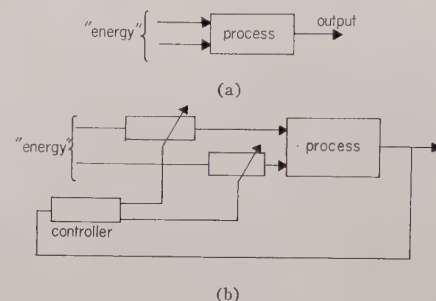 "energy"
process
output
(a)
"energy"
process
controller
(b)